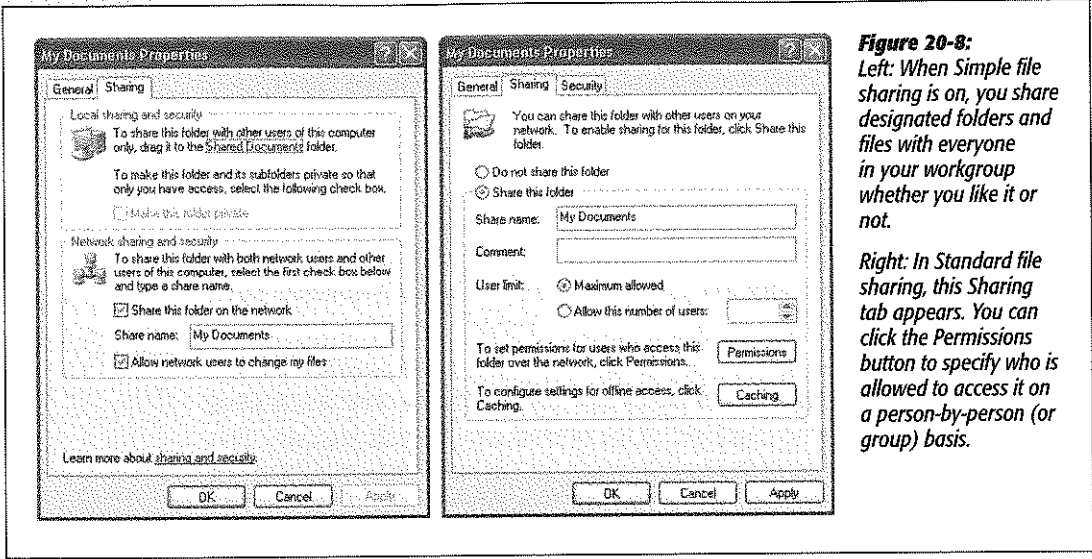 My Documents Properties
General Sharing
Local sharing and security
To share this folder with other users of this computer
only, drag it to the Shared Documents folder.
To make this folder and its subfolders private so that
only you have access, select the following check box.
Make this folder private
Network sharing and security
To share this folder with both network users and other
users of this computer, select the first check box below
and type a share name.
Share this folder on the network
Share name: My Documents
Allow network users to change my files
Learn more about sharing and security.
OK Cancel Apply
My Documents Properties
General Sharing Security
You can share this folder with other users on your
network. To enable sharing for this folder, click Share this
folder.
Do not share this folder
Share this folder
Share name: My Documents
Comment:
User limit: Maximum allowed
Allow this number of users:
To set permissions for users who access this
folder over the network, click Permissions.
Permissions
To configure settings for offline access, click
Caching.
Caching
OK Cancel Apply
Figure 20-8:
Left: When Simple file
sharing is on, you share
designated folders and
files with everyone
in your workgroup
whether you like it or
not.
Right: In Standard file
sharing, this Sharing
tab appears. You can
click the Permissions
button to specify who is
allowed to access it on
a person-by-person (or
group) basis.